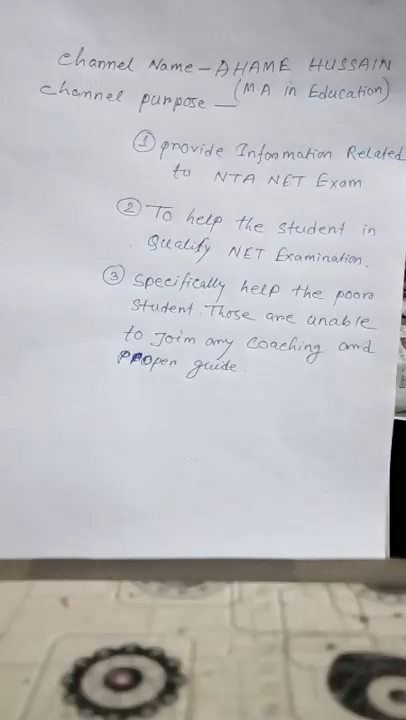 Channel Name - AHAME HUSSAIN
(MA in Education)
Channel purpose -
① provide Information Related
to NTA NET Exam
② To help the student in
Qualify NET Examination.
③ Specifically help the poor
student. Those are unable
to Join any Coaching and
proper guide.